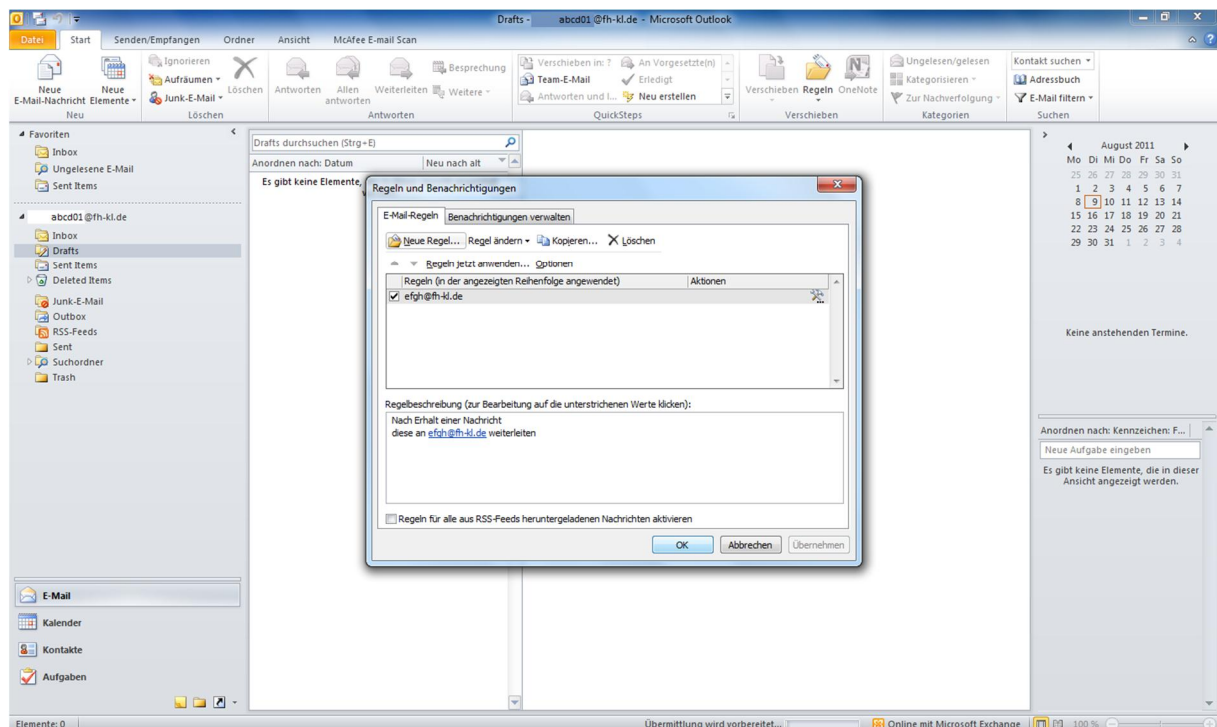 Drafts - abcd01 @fh-kl.de - Microsoft Outlook
Datei Start Senden/Empfangen Ordner Ansicht McAfee E-mail Scan
Neue E-Mail-Nachricht
Neue Elemente
Neu
Ignorieren
Aufräumen
Junk-E-Mail
Löschen
Löschen
Antworten
Allen antworten
Weiterleiten
Besprechung
Weitere
Antworten
Verschieben in: ?
Team-E-Mail
Antworten und l...
An Vorgesetzte(n)
Erledigt
Neu erstellen
QuickSteps
Verschieben
Regeln
OneNote
Verschieben
Ungelesen/gelesen
Kategorisieren
Zur Nachverfolgung
Kategorien
Kontakt suchen
Adressbuch
E-Mail filtern
Suchen
Favoriten
Inbox
Ungelesene E-Mail
Sent Items
abcd01@fh-kl.de
Inbox
Drafts
Sent Items
Deleted Items
Junk-E-Mail
Outbox
RSS-Feeds
Sent
Suchordner
Trash
E-Mail
Kalender
Kontakte
Aufgaben
Drafts durchsuchen (Strg+E)
Anordnen nach: Datum Neu nach alt
Es gibt keine Elemente,
Regeln und Benachrichtigungen
E-Mail-Regeln Benachrichtigungen verwalten
Neue Regel... Regel ändern Kopieren... Löschen
Regeln jetzt anwenden... Optionen
Regeln (in der angezeigten Reihenfolge angewendet) Aktionen
efgh@fh-kl.de
Regelbeschreibung (zur Bearbeitung auf die unterstrichenen Werte klicken):
Nach Erhalt einer Nachricht
diese an efgh@fh-kl.de weiterleiten
Regeln für alle aus RSS-Feeds heruntergeladenen Nachrichten aktivieren
OK Abbrechen Übernehmen
August 2011
Mo Di Mi Do Fr Sa So
25 26 27 28 29 30 31
1 2 3 4 5 6 7
8 9 10 11 12 13 14
15 16 17 18 19 20 21
22 23 24 25 26 27 28
29 30 31 1 2 3 4
Keine anstehenden Termine.
Anordnen nach: Kennzeichen: F...
Neue Aufgabe eingeben
Es gibt keine Elemente, die in dieser
Ansicht angezeigt werden.
Elemente: 0 Übermittlung wird vorbereitet... Online mit Microsoft Exchange 100 %